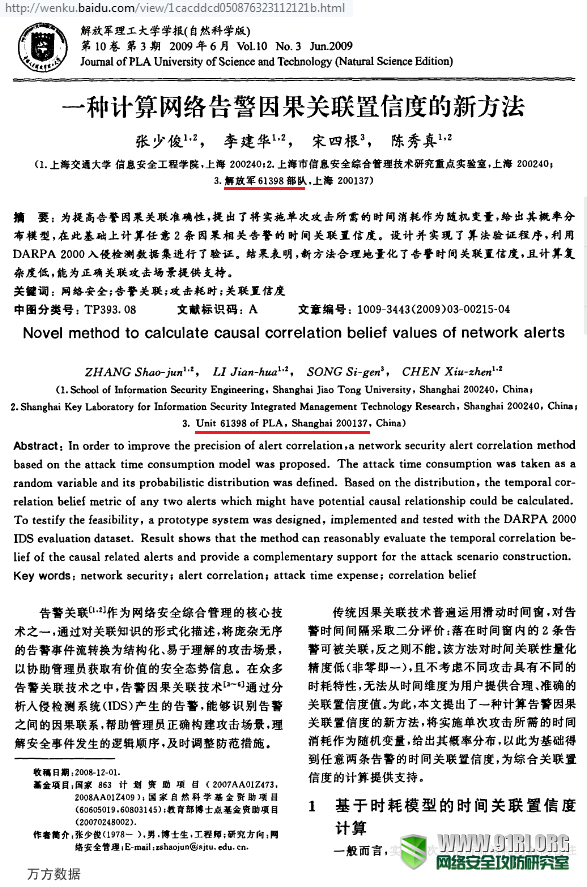 http://wenku.baidu.com/view/1cacddcd050876323112121b.html
解放军理工大学学报(自然科学版)
第10卷 第3期 2009年6月 Vol.10 No.3 Jun.2009
Journal of PLA University of Science and Technology (Natural Science Edition)
一种计算网络告警因果关联置信度的新方法
张少俊1,2, 李建华1,2, 宋四根3, 陈秀真1,2
(1.上海交通大学 信息安全工程学院,上海 200240;2.上海市信息安全综合管理技术研究重点实验室,上海 200240;
3.解放军61398部队,上海 200137)
摘 要:为提高告警因果关联准确性,提出了将实施单次攻击所需的时间消耗作为随机变量,给出其概率分
布模型,在此基础上计算任意2条因果相关告警的时间关联置信度。设计并实现了算法验证程序,利用
DARPA 2000入侵检测数据集进行了验证。结果表明,新方法合理地量化了告警时间关联置信度,且计算复
杂度低,能为正确关联攻击场景提供支持。
关键词:网络安全;告警关联;攻击耗时;关联置信度
中图分类号:TP393.08 文献标识码:A 文章编号:1009-3443(2009)03-00215-04
Novel method to calculate causal correlation belief values of network alerts
ZHANG Shao-jun1,2, LI Jian-hua1,2, SONG Si-gen3, CHEN Xiu-zhen1,2
(1.School of Information Security Engineering, Shanghai Jiao Tong University, Shanghai 200240, China;
2.Shanghai Key Laboratory for Information Security Integrated Management Technology Research, Shanghai 200240, China;
3. Unit 61398 of PLA, Shanghai 200137, China)
Abstract: In order to improve the precision of alert correlation,a network security alert correlation method
based on the attack time consumption model was proposed. The attack time consumption was taken as a
random variable and its probabilistic distribution was defined. Based on the distribution, the temporal cor-
relation belief metric of any two alerts which might have potential causal relationship could be calculated.
To testify the feasibility, a prototype system was designed, implemented and tested with the DARPA 2000
IDS evaluation dataset. Result shows that the method can reasonably evaluate the temporal correlation be-
lief of the causal related alerts and provide a complementary support for the attack scenario construction.
Key words: network security; alert correlation; attack time expense; correlation belief
告警关联[1,2]作为网络安全综合管理的核心技
术之一,通过对关联知识的形式化描述,将庞杂无序
的告警事件流转换为结构化、易于理解的攻击场景,
以协助管理员获取有价值的安全态势信息。在众多
告警关联技术之中,告警因果关联技术[3~6]通过分
析入侵检测系统(IDS)产生的告警,能够识别告警
之间的因果联系,帮助管理员正确构建攻击场景,理
解安全事件发生的逻辑顺序,及时调整防范措施。
收稿日期:2008-12-01.
基金项目:国家 863 计划资助项目(2007AA01Z473,
2008AA01Z409);国家自然科学基金资助项目
(60605019,60803145);教育部博士点基金资助项目
(20070248002).
作者简介:张少俊(1978-),男,博士生,工程师;研究方向:网
络安全管理;E-mail:zshaojun@sjtu.edu.cn.
传统因果关联技术普遍运用滑动时间窗,对告
警时间间隔采取二分评价:落在时间窗内的2条告
警可被关联,反之则不能。该方法对时间关联性量化
精度低(非零即一),且不考虑不同攻击具有不同的
时耗特性,无法从时间维度为用户提供合理、准确的
关联置信度值。为此,本文提出了一种计算告警因果
关联置信度的新方法,将实施单次攻击所需的时间
消耗作为随机变量,给出其概率分布,以此为基础得
到任意两条告警的时间关联置信度,为综合关联置
信度的计算提供支持。
1 基于时耗模型的时间关联置信度
计算
一般而言,
WWW.91RI.ORG
网络安全攻防研究室
万方数据